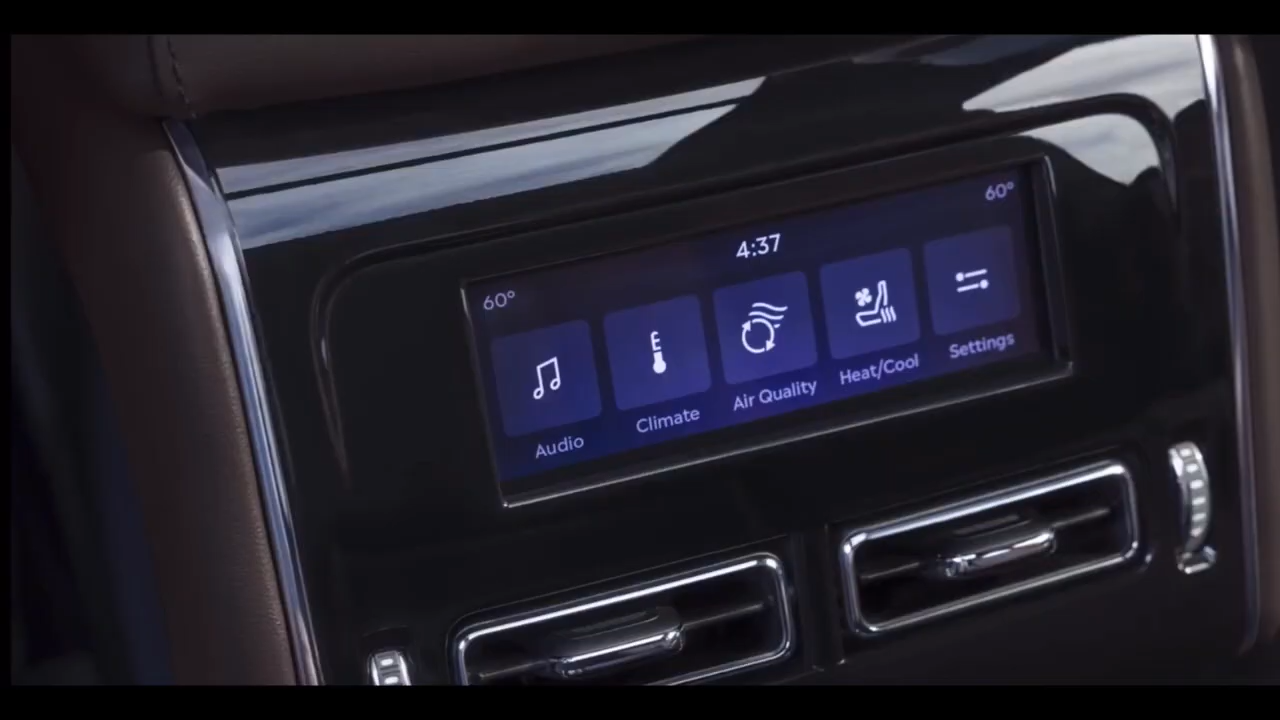 60°
4:37
60°
Audio
Climate
Air Quality
Heat/Cool
Settings